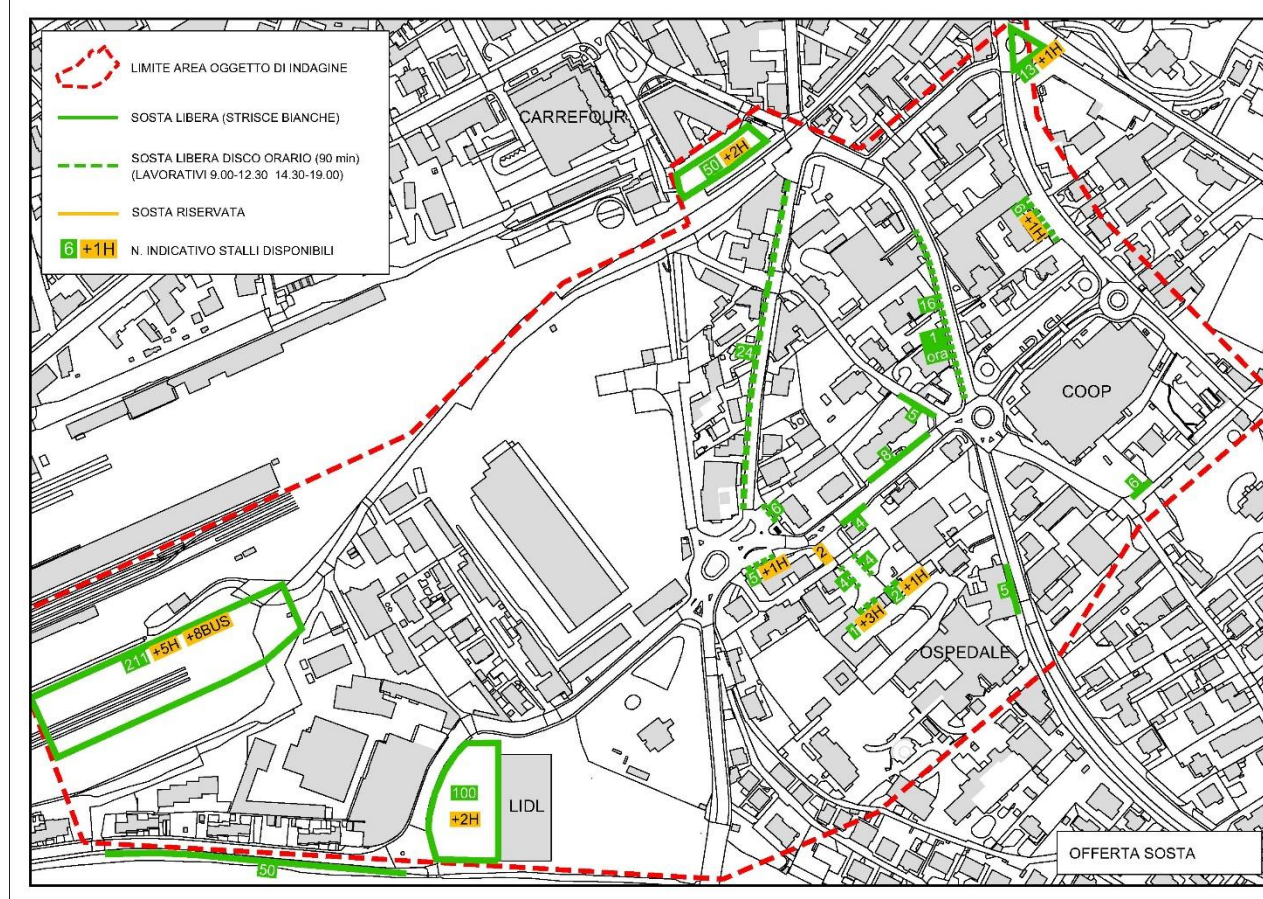 LIMITE AREA OGGETTO DI INDAGINE
SOSTA LIBERA (STRISCE BIANCHE)
SOSTA LIBERA DISCO ORARIO (90 min)
(LAVORATIVI 9.00-12.30 14.30-19.00)
SOSTA RISERVATA
6 +1H N. INDICATIVO STALLI DISPONIBILI
13 +1H
CARREFOUR
50 +2H
+1H
16
1
ora
24
COOP
5
8
6
6
4
2
5 +1H
4
4
2 +1H
1 +3H
5
OSPEDALE
211 +5H +8BUS
100
+2H
LIDL
50
OFFERTA SOSTA